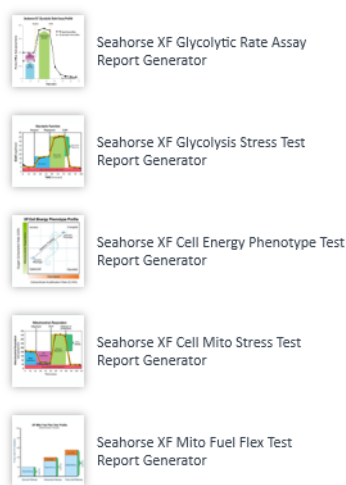 Seahorse XF Glycolytic Rate Assay
Report Generator
Seahorse XF Glycolysis Stress Test
Report Generator
Seahorse XF Cell Energy Phenotype Test
Report Generator
Seahorse XF Cell Mito Stress Test
Report Generator
Seahorse XF Mito Fuel Flex Test
Report Generator